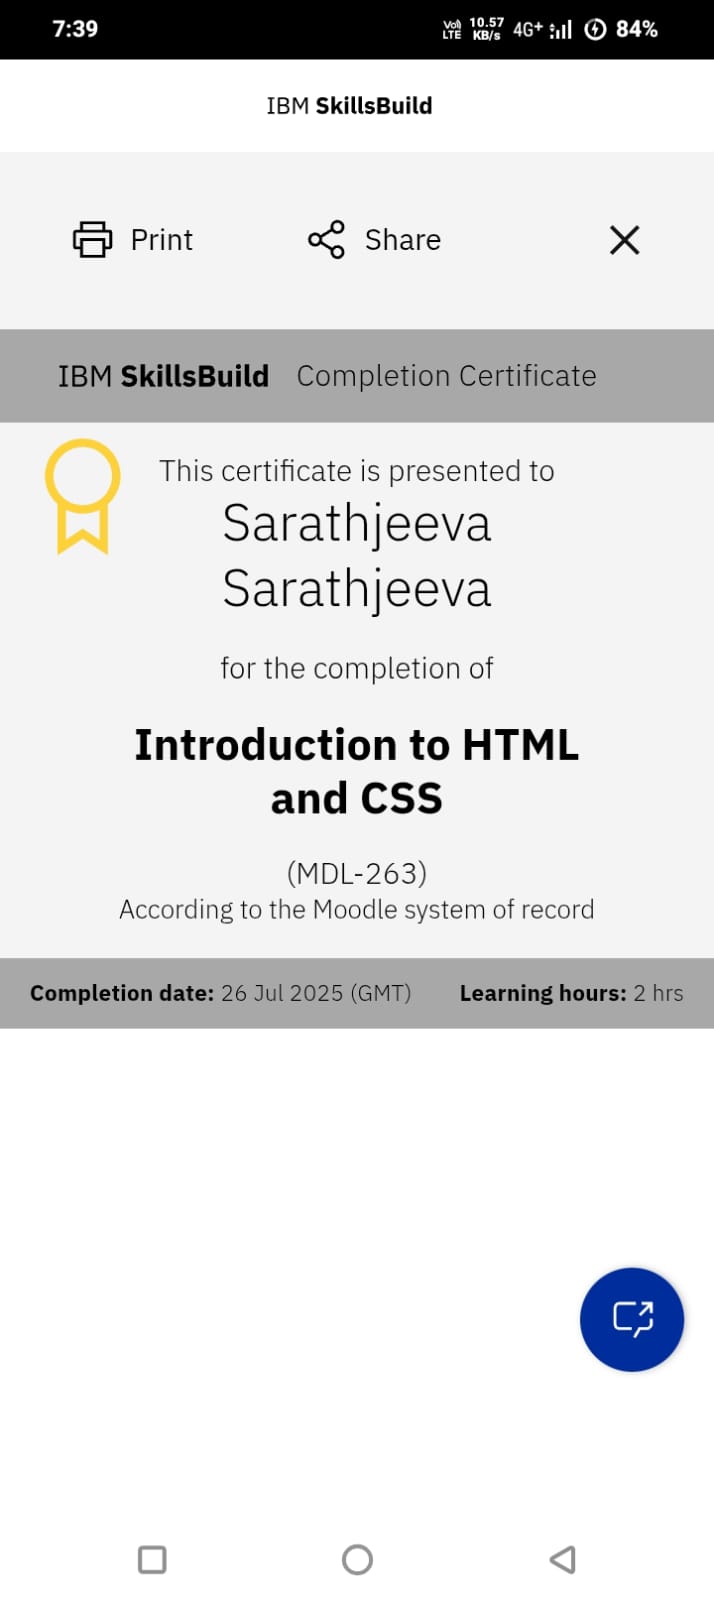 7:39 Vo) LTE 10.57 KB/s 4G+ 84%
IBM SkillsBuild
Print Share
IBM SkillsBuild Completion Certificate
This certificate is presented to
Sarathjeeva
Sarathjeeva
for the completion of
Introduction to HTML
and CSS
(MDL-263)
According to the Moodle system of record
Completion date: 26 Jul 2025 (GMT) Learning hours: 2 hrs